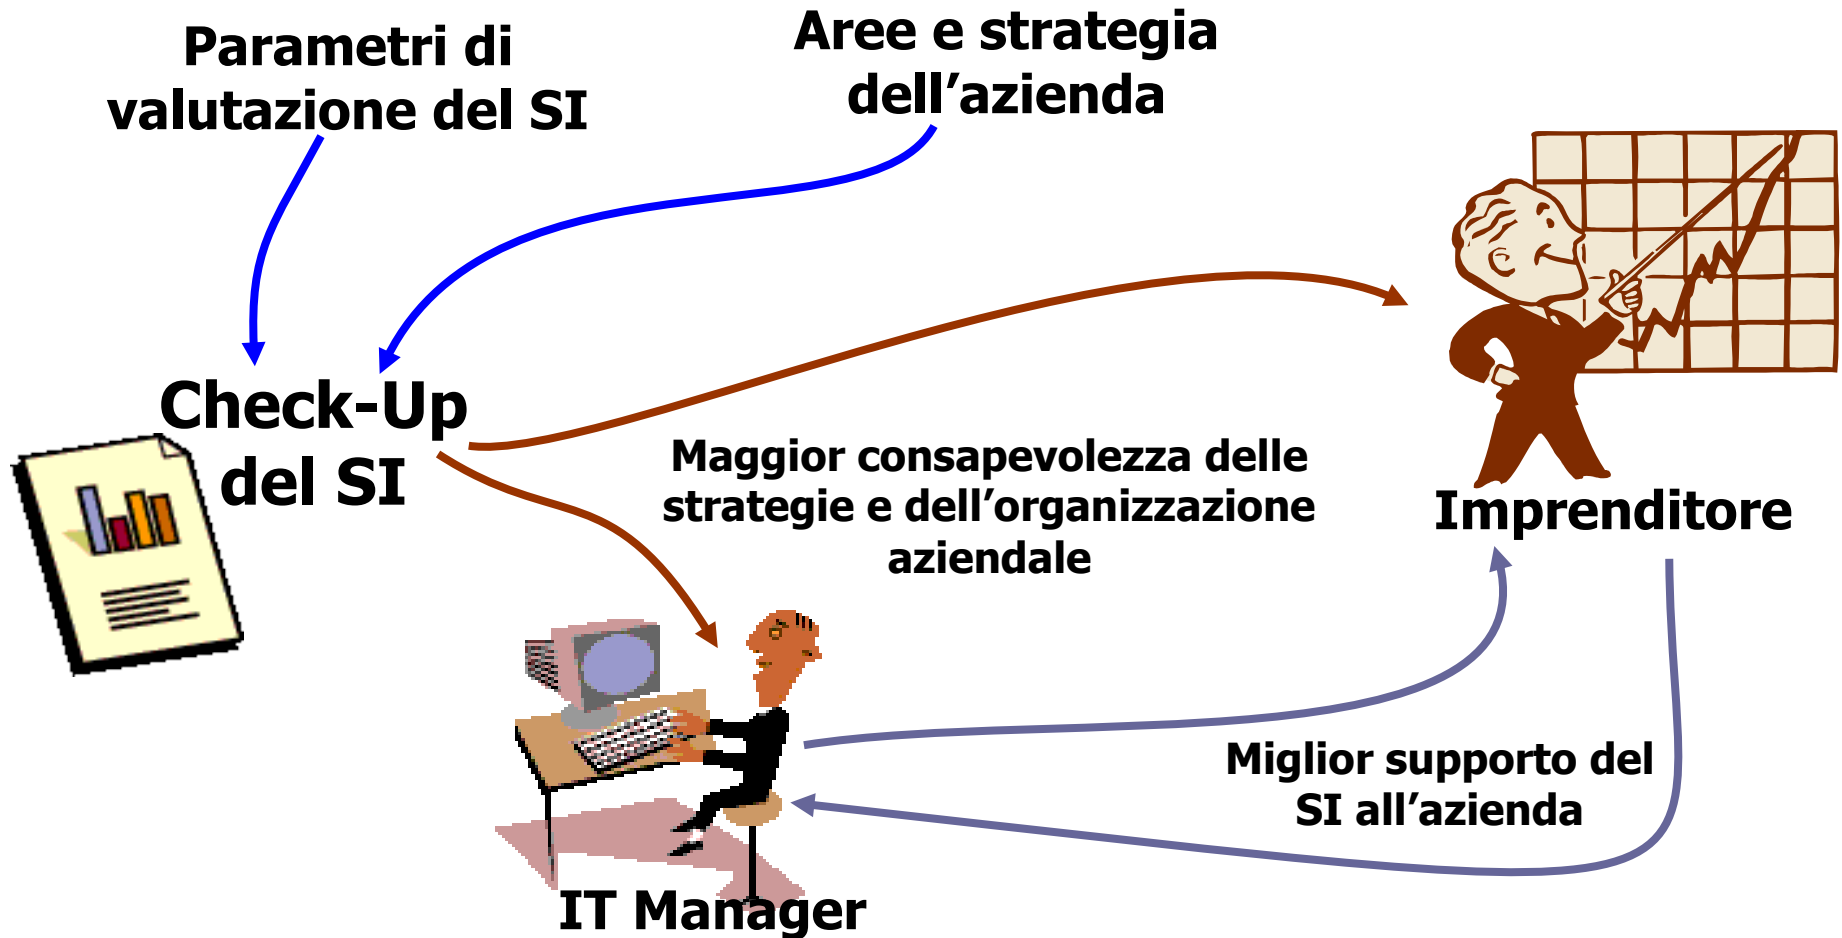 Parametri di
valutazione del SI
Aree e strategia
dell’azienda
Check-Up
del SI
Maggior consapevolezza delle
strategie e dell’organizzazione
aziendale
Imprenditore
Miglior supporto del
SI all’azienda
IT Manager